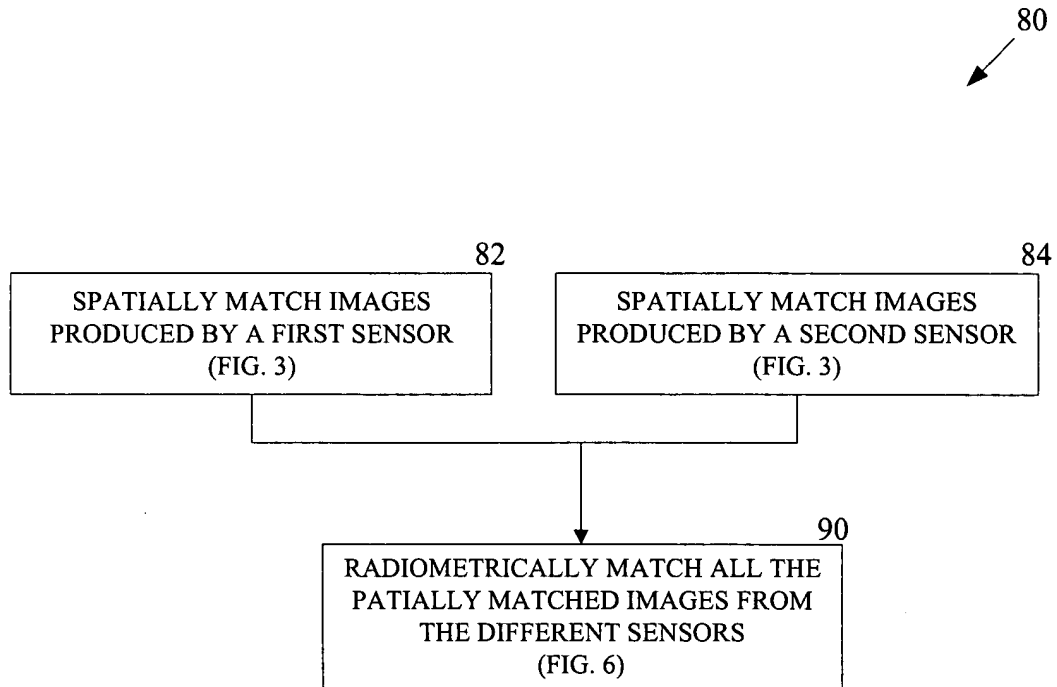 80
82
SPATIALLY MATCH IMAGES
PRODUCED BY A FIRST SENSOR
(FIG. 3)
84
SPATIALLY MATCH IMAGES
PRODUCED BY A SECOND SENSOR
(FIG. 3)
90
RADIOMETRICALLY MATCH ALL THE
PATIALLY MATCHED IMAGES FROM
THE DIFFERENT SENSORS
(FIG. 6)